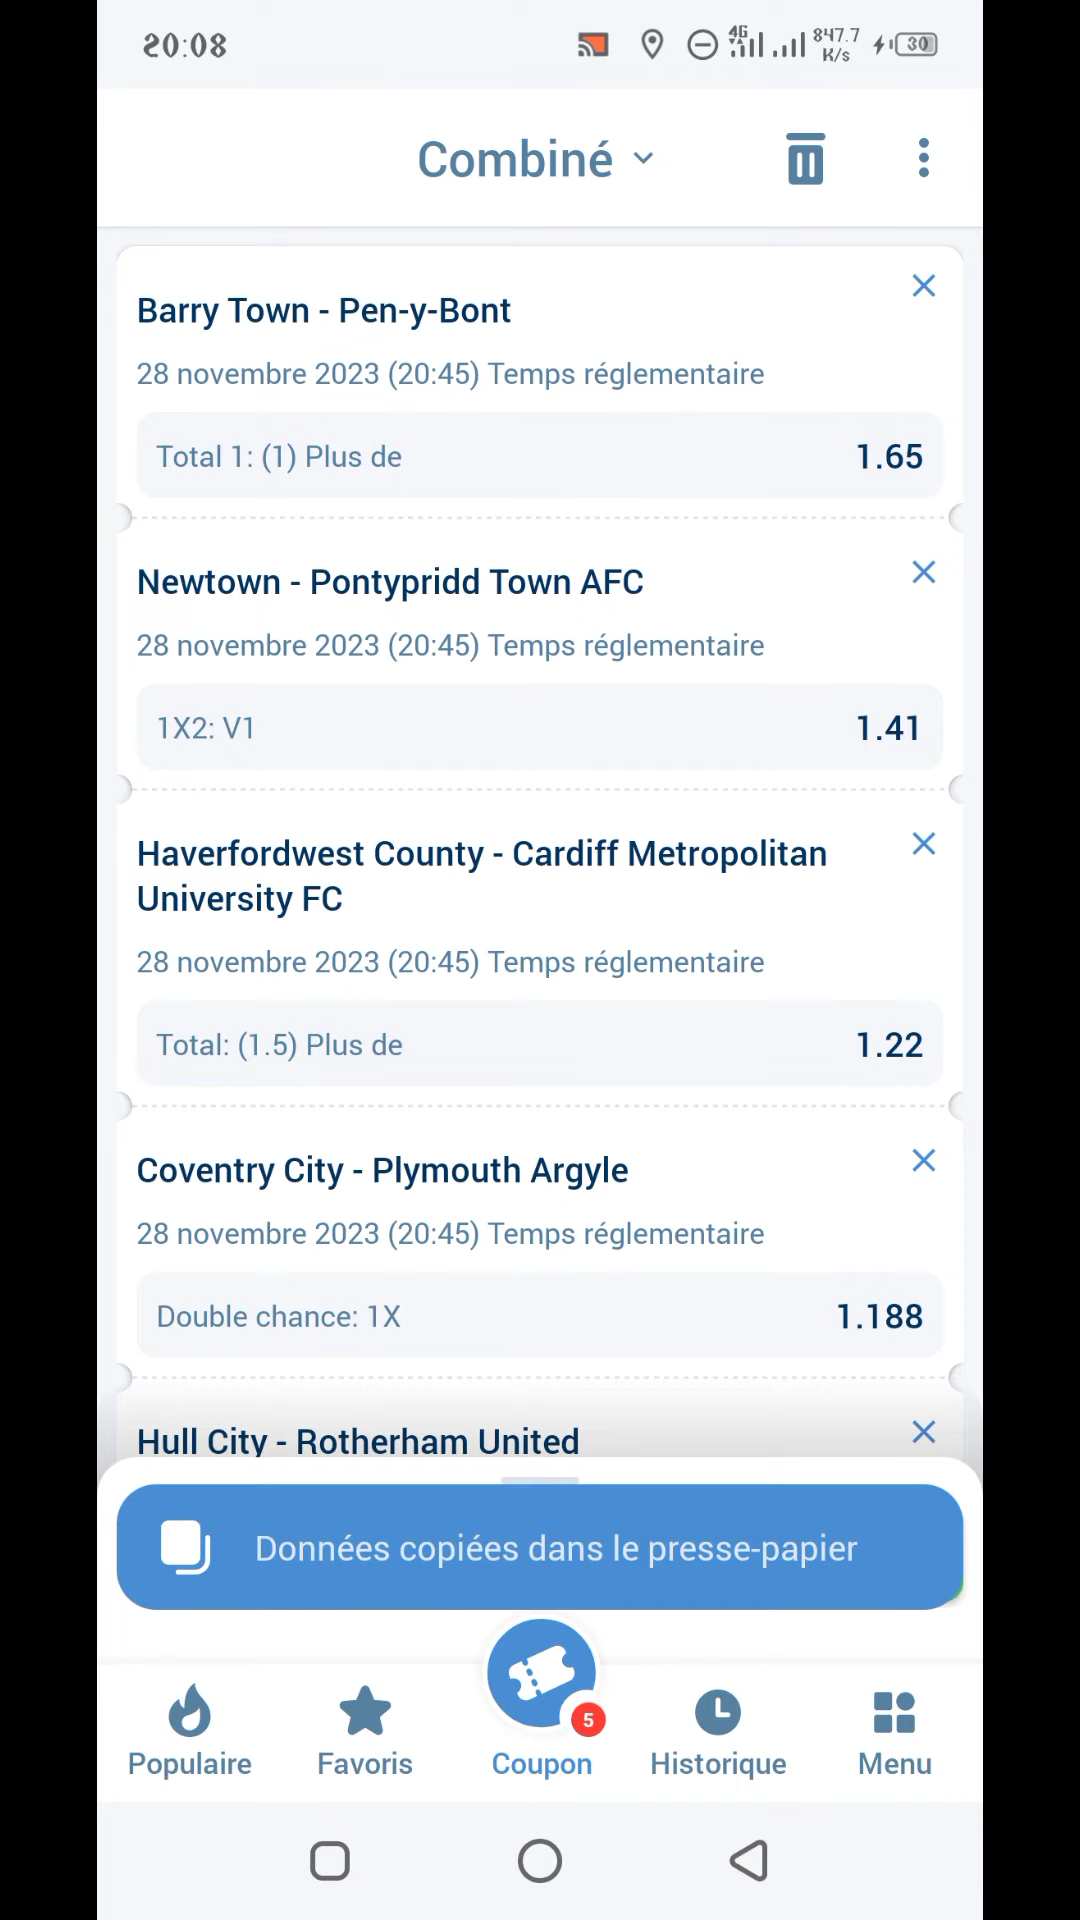 20:08
4G
847.7
K/s
30
Combiné
Barry Town - Pen-y-Bont
28 novembre 2023 (20:45) Temps réglementaire
Total 1: (1) Plus de 1.65
Newtown - Pontypridd Town AFC
28 novembre 2023 (20:45) Temps réglementaire
1X2: V1 1.41
Haverfordwest County - Cardiff Metropolitan
University FC
28 novembre 2023 (20:45) Temps réglementaire
Total: (1.5) Plus de 1.22
Coventry City - Plymouth Argyle
28 novembre 2023 (20:45) Temps réglementaire
Double chance: 1X 1.188
Hull City - Rotherham United
Données copiées dans le presse-papier
5
Populaire Favoris Coupon Historique Menu